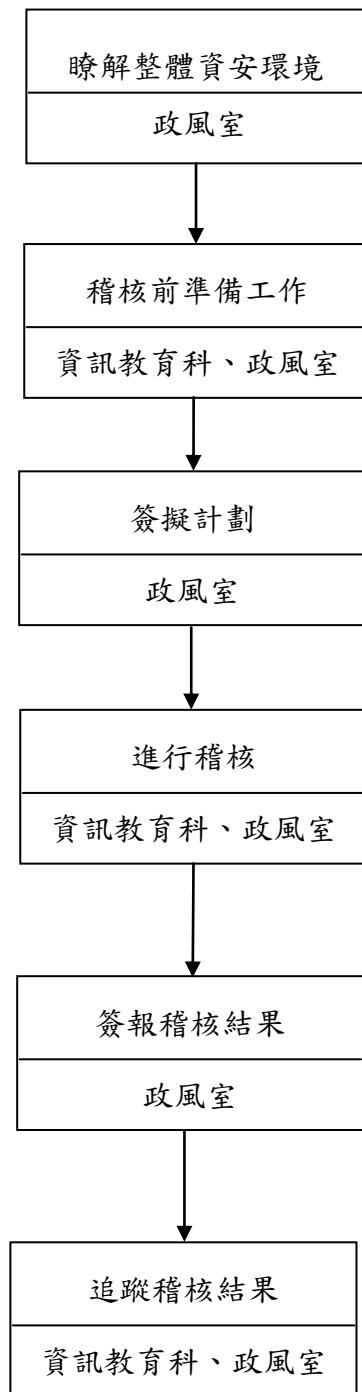 瞭解整體資安環境
政風室
稽核前準備工作
資訊教育科、政風室
簽擬計劃
政風室
進行稽核
資訊教育科、政風室
簽報稽核結果
政風室
追蹤稽核結果
資訊教育科、政風室